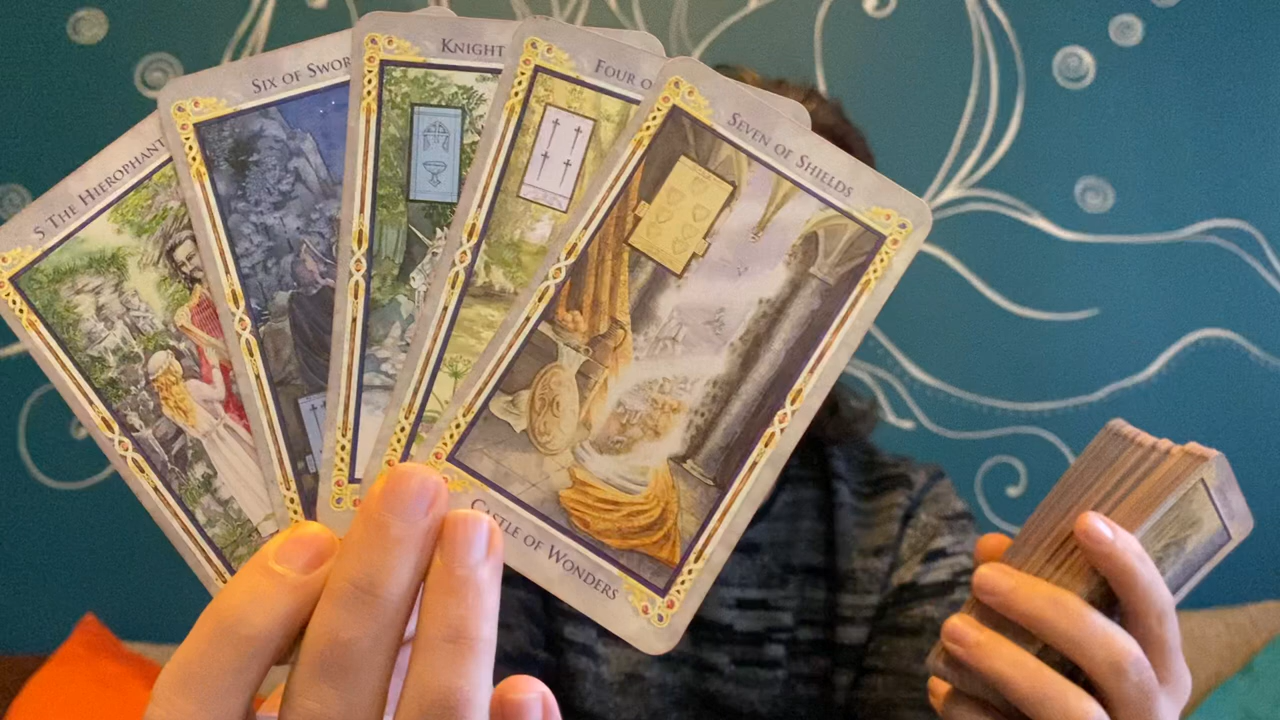 5 THE HIEROPHANT
SIX OF SWOR
KNIGHT
FOUR O
SEVEN OF SHIELDS
CASTLE OF WONDERS